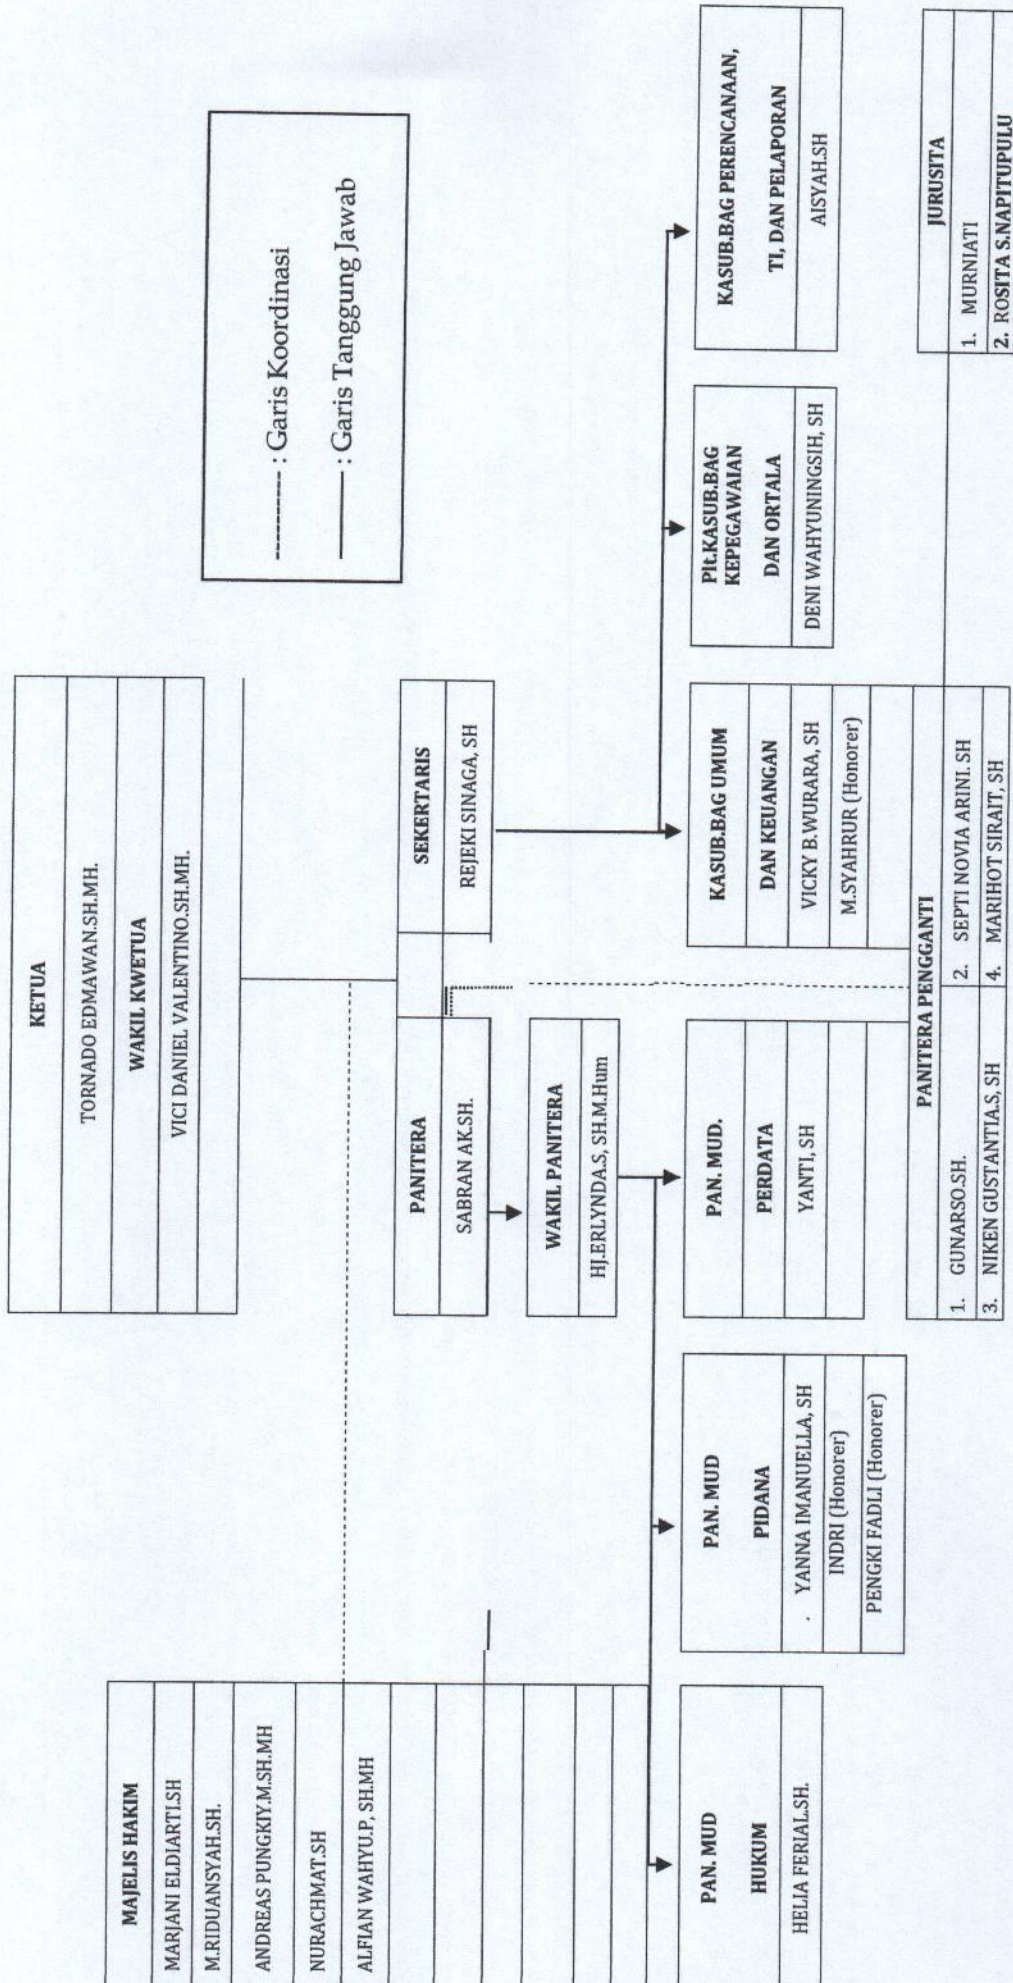 KETUA
TORNADO EDMAWAN.SH.MH.
WAKIL KWETUA
VICI DANIEL VALENTINO.SH.MH.
---------- : Garis Koordinasi
——— : Garis Tanggung Jawab
MAJELIS HAKIM
MARJANI ELDIARTI.SH
M.RIDUANSYAH.SH.
ANDREAS PUNGKIY.M.SH.MH
NURACHMAT.SH
ALFIAN WAHYU.P, SH.MH
PANITERA
SABRAN AK.SH.
SEKERTARIS
REJEKI SINAGA, SH
WAKIL PANITERA
HJ.ERLYNDA.S, SH.M.Hum
PAN. MUD
HUKUM
HELIA FERIAL.SH.
PAN. MUD
PIDANA
. YANNA IMANUELLA, SH
INDRI (Honorer)
PENGKI FADLI (Honorer)
PAN. MUD.
PERDATA
YANTI, SH
KASUB.BAG UMUM
DAN KEUANGAN
VICKY B.WURARA, SH
M.SYAHRUR (Honorer)
Plt.KASUB.BAG
KEPEGAWAIAN
DAN ORTALA
DENI WAHYUNINGSIH, SH
KASUB.BAG PERENCANAAN,
TI, DAN PELAPORAN
AISYAH.SH
PANITERA PENGGANTI
1. GUNARSO.SH.
2. SEPTI NOVIA ARINI. SH
3. NIKEN GUSTANTIA.S, SH
4. MARIHOT SIRAIT, SH
JURUSITA
1. MURNIATI
2. ROSITA S.NAPITUPULU